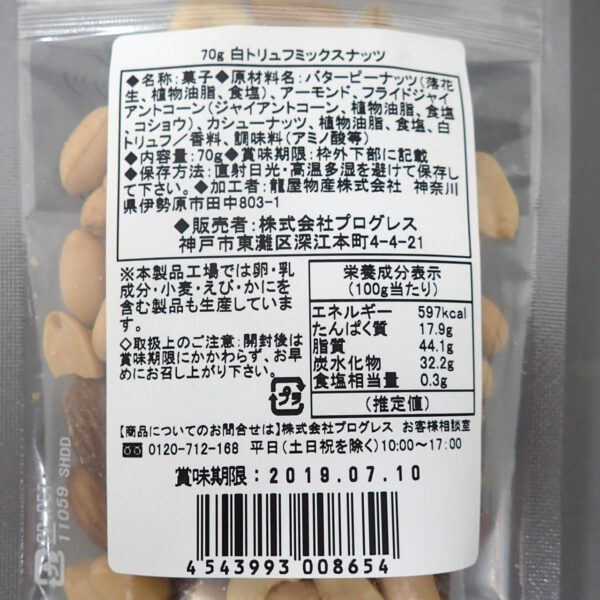 70g 白トリュフミックスナッツ
◆名称:菓子◆原材料名:バターピーナッツ(落花
生、植物油脂、食塩)、アーモンド、フライドジャイ
アントコーン(ジャイアントコーン、植物油脂、食塩
、コショウ)、カシューナッツ、植物油脂、食塩、白
トリュフ/香料、調味料(アミノ酸等)
◆内容量:70g◆賞味期限:枠外下部に記載
◆保存方法:直射日光・高温多湿を避けて保存し
て下さい。◆加工者:龍屋物産株式会社 神奈川
県伊勢原市田中803-1
◆販売者:株式会社プログレス
神戸市東灘区深江本町4-4-21
※本製品工場では卵・乳
成分・小麦・えび・かにを
含む製品も生産していま
す。
◇取扱上のご注意:開封後は
賞味期限にかかわらず、お早
めにお召し上がり下さい。
プラ
栄養成分表示
(100g当たり)
エネルギー 597kcal
たんぱく質 17.9g
脂質 44.1g
炭水化物 32.2g
食塩相当量 0.3g
(推定値)
【商品についてのお問合せは】株式会社プログレス お客様相談室
0120-712-168 平日(土日祝を除く)10:00〜17:00
賞味期限:2019.07.10
4543993008654
11059 SHDD